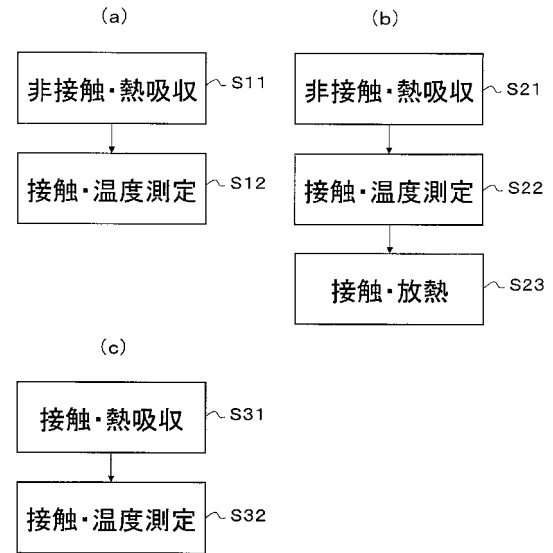 (a)
非接触・熱吸収
S11
接触・温度測定
S12
(b)
非接触・熱吸収
S21
接触・温度測定
S22
接触・放熱
S23
(c)
接触・熱吸収
S31
接触・温度測定
S32